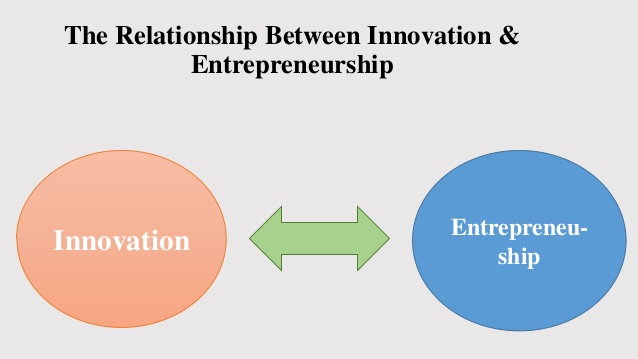 The Relationship Between Innovation &
Entrepreneurship
Innovation
Entrepreneu-
ship